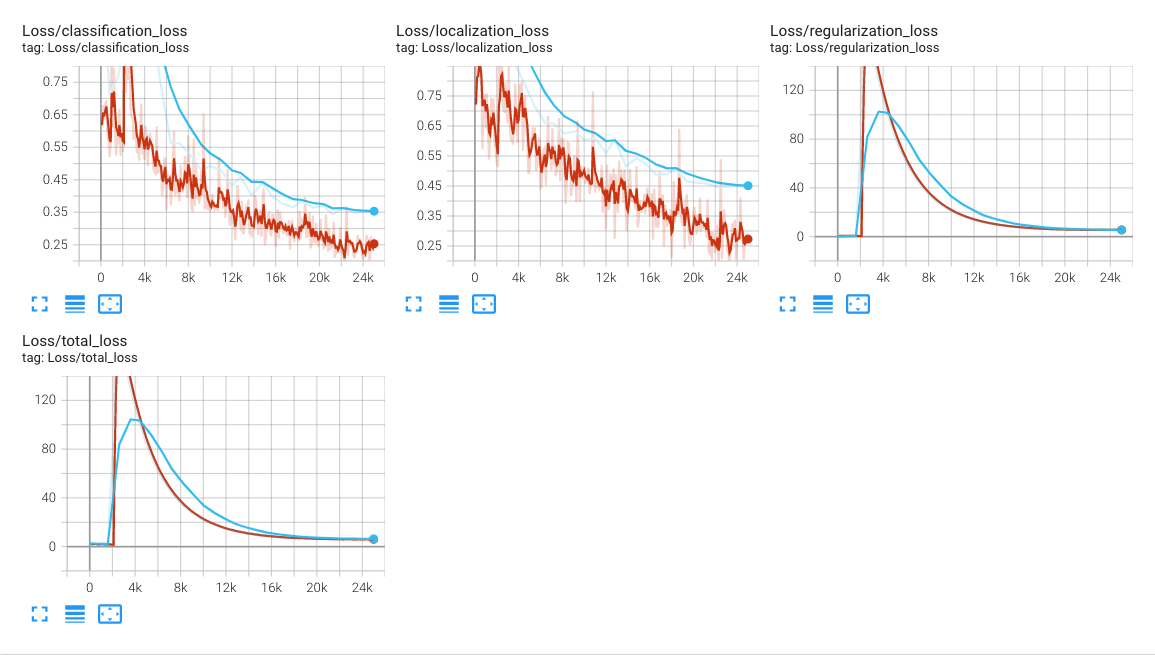 Loss/classification_loss
tag: Loss/classification_loss
0.75
0.65
0.55
0.45
0.35
0.25
0 4k 8k 12k 16k 20k 24k
Loss/localization_loss
tag: Loss/localization_loss
0.75
0.65
0.55
0.45
0.35
0.25
0 4k 8k 12k 16k 20k 24k
Loss/regularization_loss
tag: Loss/regularization_loss
120
80
40
0
0 4k 8k 12k 16k 20k 24k
Loss/total_loss
tag: Loss/total_loss
120
80
40
0
0 4k 8k 12k 16k 20k 24k